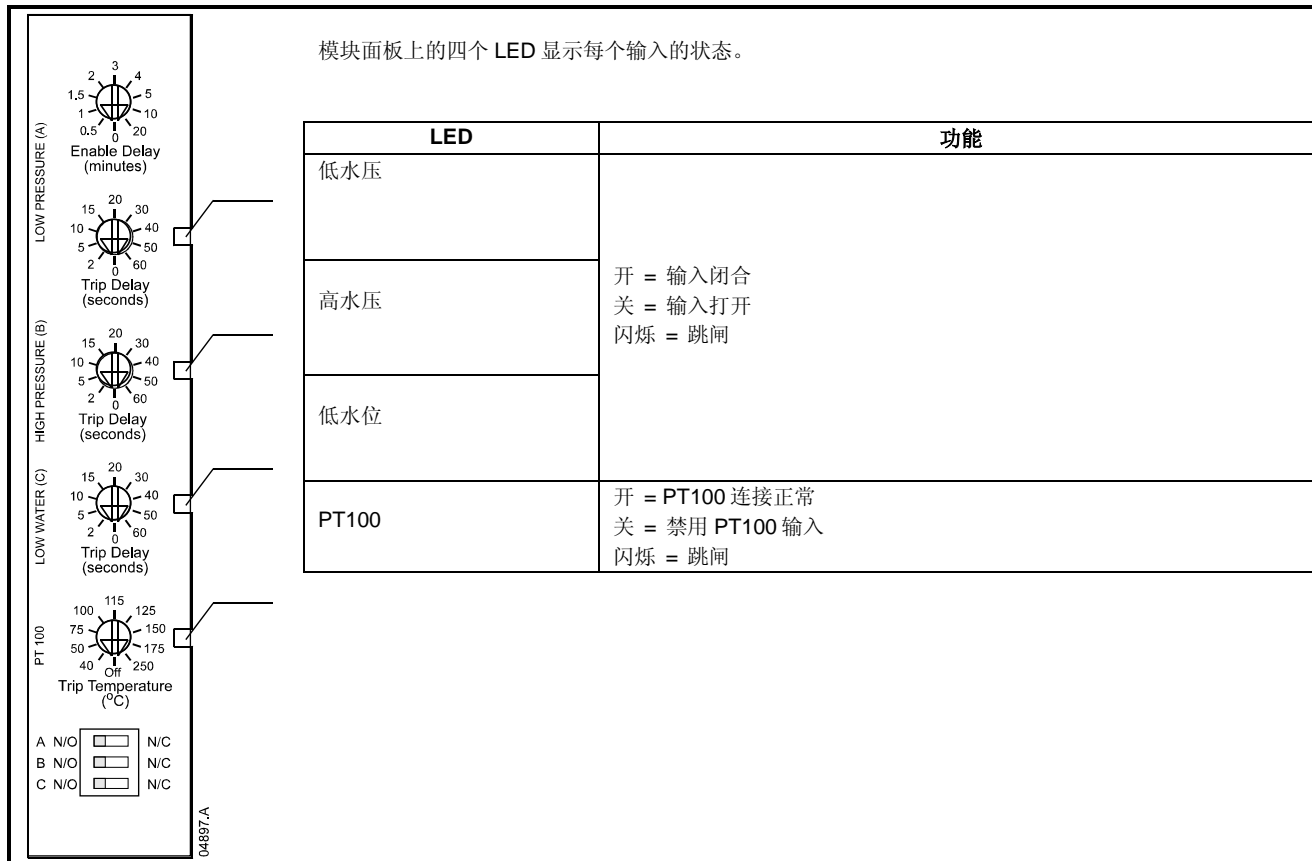 模块面板上的四个 LED 显示每个输入的状态。
LOW PRESSURE (A)
3
2 4
1.5 5
1 10
0.5 20
0
Enable Delay
(minutes)
20
15 30
10 40
5 50
2 60
0
Trip Delay
(seconds)
HIGH PRESSURE (B)
20
15 30
10 40
5 50
2 60
0
Trip Delay
(seconds)
LOW WATER (C)
20
15 30
10 40
5 50
2 60
0
Trip Delay
(seconds)
PT 100
115
100 125
75 150
50 175
40 250
Off
Trip Temperature
(°C)
A N/O N/C
B N/O N/C
C N/O N/C
04897.A
LED 功能
低水压
高水压
低水位
开 = 输入闭合
关 = 输入打开
闪烁 = 跳闸
PT100
开 = PT100 连接正常
关 = 禁用 PT100 输入
闪烁 = 跳闸